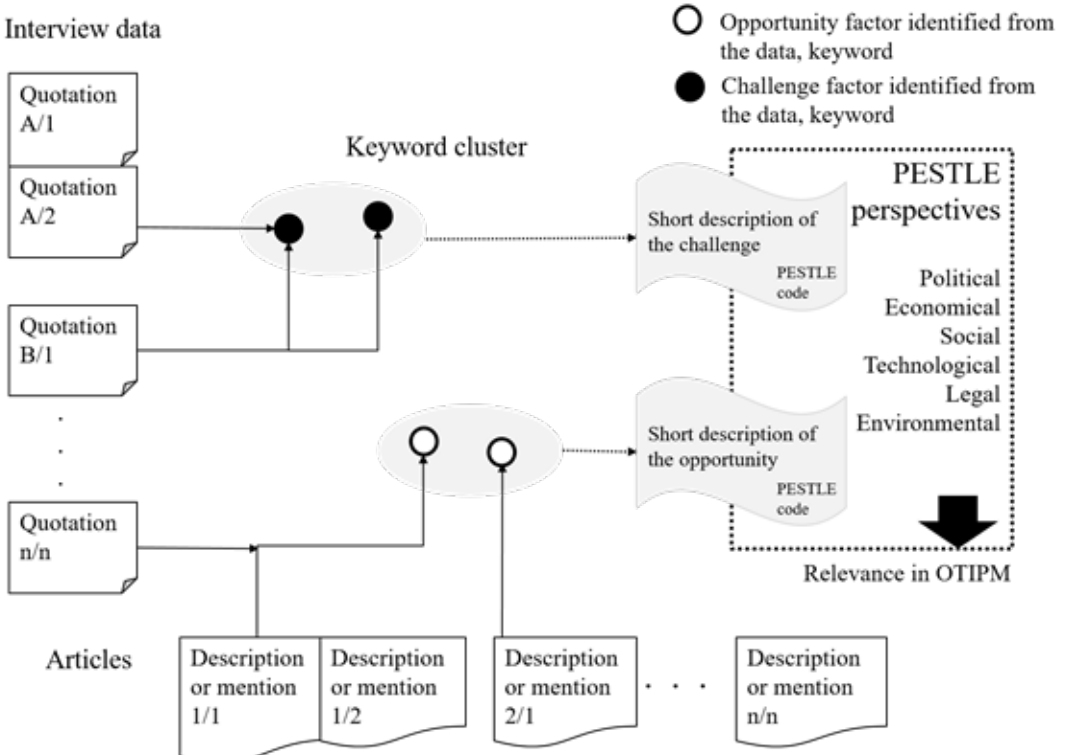 Interview data
Opportunity factor identified from
the data, keyword
Challenge factor identified from
the data, keyword
Quotation
A/1
Quotation
A/2
Keyword cluster
Short description of
the challenge
PESTLE
code
PESTLE
perspectives
Political
Economical
Social
Technological
Legal
Environmental
Quotation
B/1
.
.
.
Short description of
the opportunity
PESTLE
code
Quotation
n/n
Relevance in OTIPM
Articles
Description
or mention
1/1
Description
or mention
1/2
Description
or mention
2/1
. . .
Description
or mention
n/n